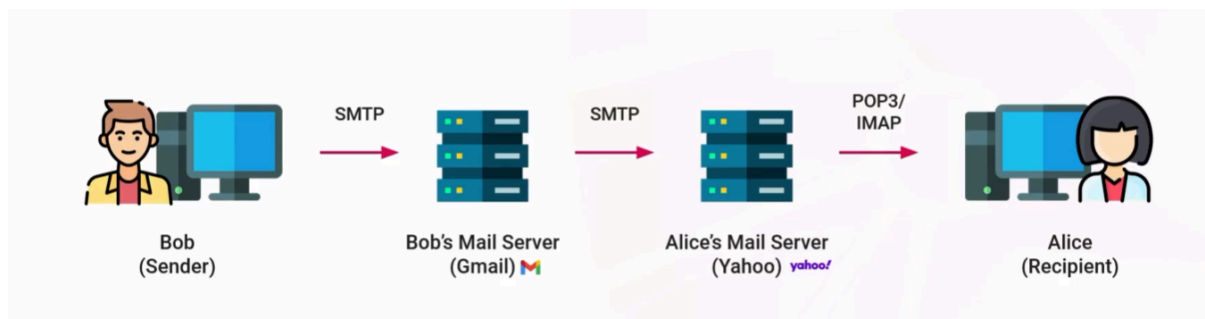 SMTP
SMTP
POP3/
IMAP
Bob
(Sender)
Bob's Mail Server
(Gmail)
Alice's Mail Server
(Yahoo) yahoo!
Alice
(Recipient)